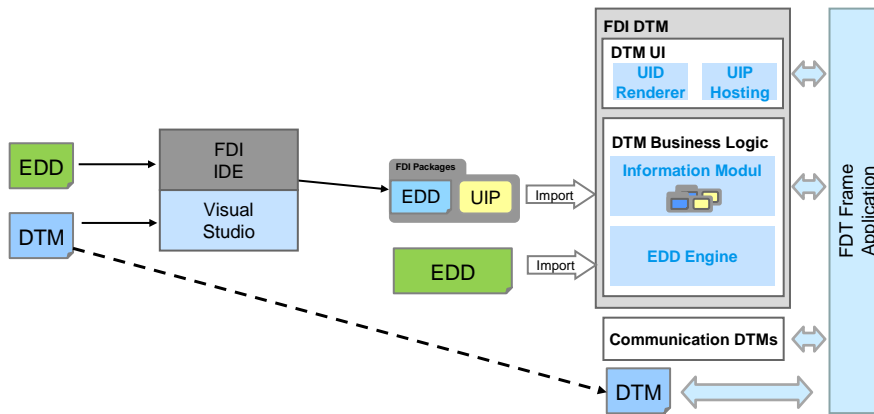 FDI DTM
DTM UI
UID
Renderer
UIP
Hosting
DTM Business Logic
Information Modul
EDD Engine
Communication DTMs
DTM
FDT Frame
Application
EDD
DTM
FDI
IDE
Visual
Studio
FDI Packages
EDD
UIP
Import
EDD
Import